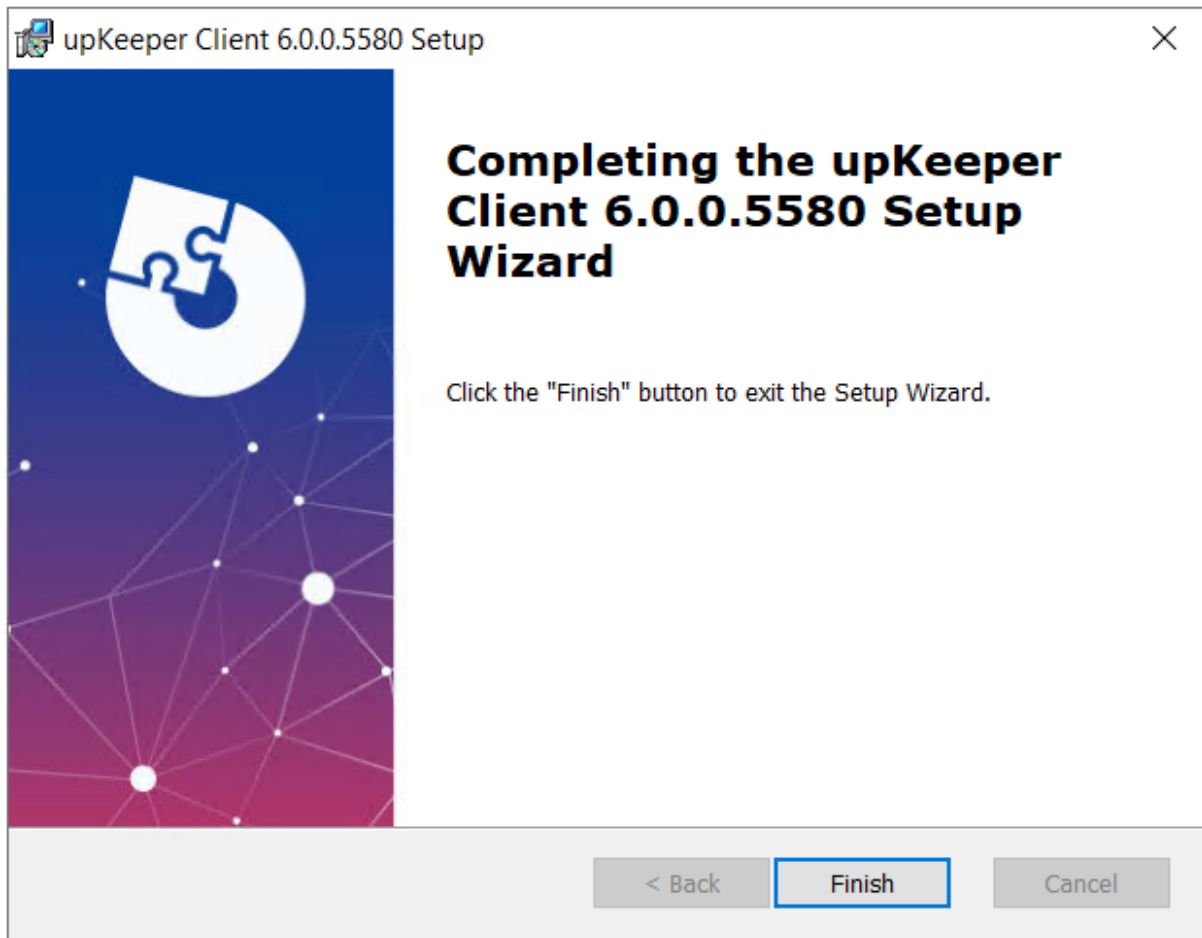 upKeeper Client 6.0.0.5580 Setup
Completing the upKeeper
Client 6.0.0.5580 Setup
Wizard
Click the "Finish" button to exit the Setup Wizard.
< Back
Finish
Cancel